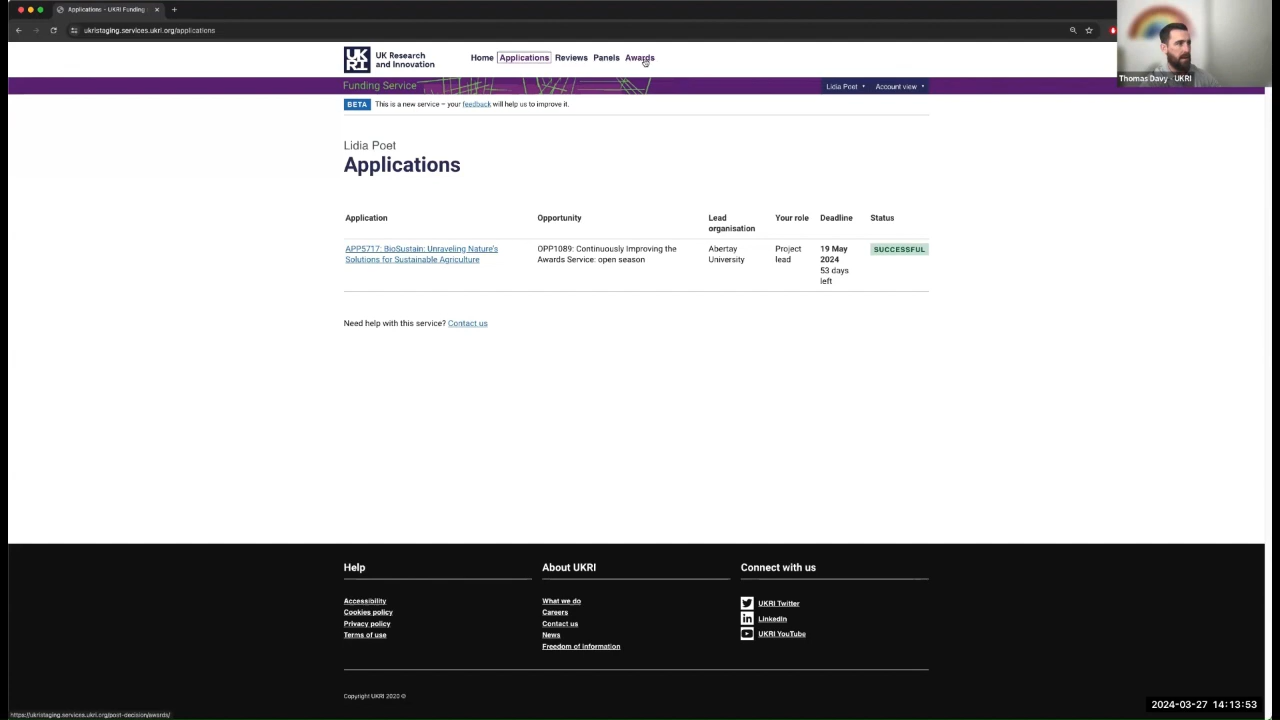 Applications - UKRI Funding
ukristaging.services.ukri.org/applications
UK Research
and Innovation
Home Applications Reviews Panels Awards
Thomas Davy - UKRI
Funding Service
Lidia Poet Account view
BETA This is a new service – your feedback will help us to improve it.
Lidia Poet
Applications
Application Opportunity Lead organisation Your role Deadline Status
APP5717: BioSustain: Unraveling Nature's
Solutions for Sustainable Agriculture
OPP1089: Continuously Improving the
Awards Service: open season
Abertay
University
Project
lead
19 May
2024
53 days
left
SUCCESSFUL
Need help with this service? Contact us
Help
Accessibility
Cookies policy
Privacy policy
Terms of use
About UKRI
What we do
Careers
Contact us
News
Freedom of information
Connect with us
UKRI Twitter
LinkedIn
UKRI YouTube
Copyright UKRI 2020 ©
2024-03-27 14:13:53
https://ukristaging.services.ukri.org/post-decision/awards/